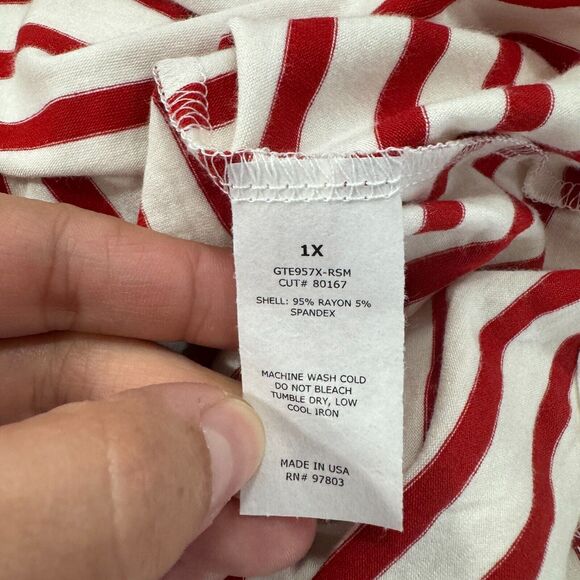 1X
GTE957X-RSM
CUT# 80167
SHELL: 95% RAYON 5%
SPANDEX
MACHINE WASH COLD
DO NOT BLEACH
TUMBLE DRY, LOW
COOL IRON
MADE IN USA
RN# 97803